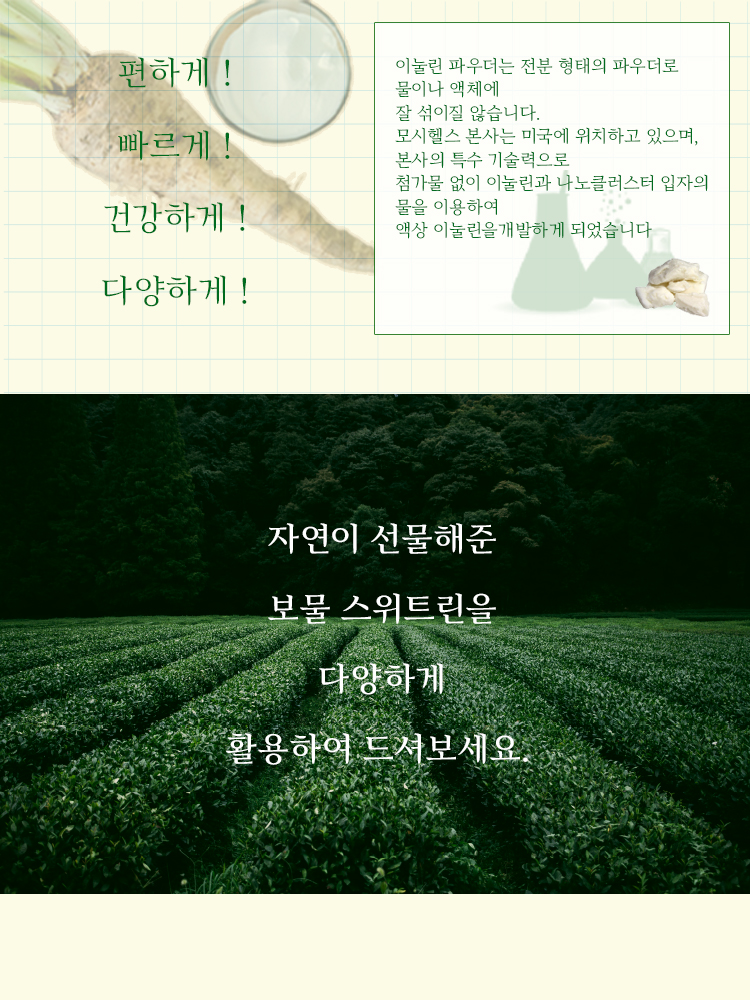 편하게 !
빠르게 !
건강하게 !
다양하게 !
이눌린 파우더는 전분 형태의 파우더로
물이나 액체에
잘 섞이질 않습니다.
모시헬스 본사는 미국에 위치하고 있으며,
본사의 특수 기술력으로
첨가물 없이 이눌린과 나노클러스터 입자의
물을 이용하여
액상 이눌린을개발하게 되었습니다
자연이 선물해준
보물 스위트린을
다양하게
활용하여 드셔보세요.